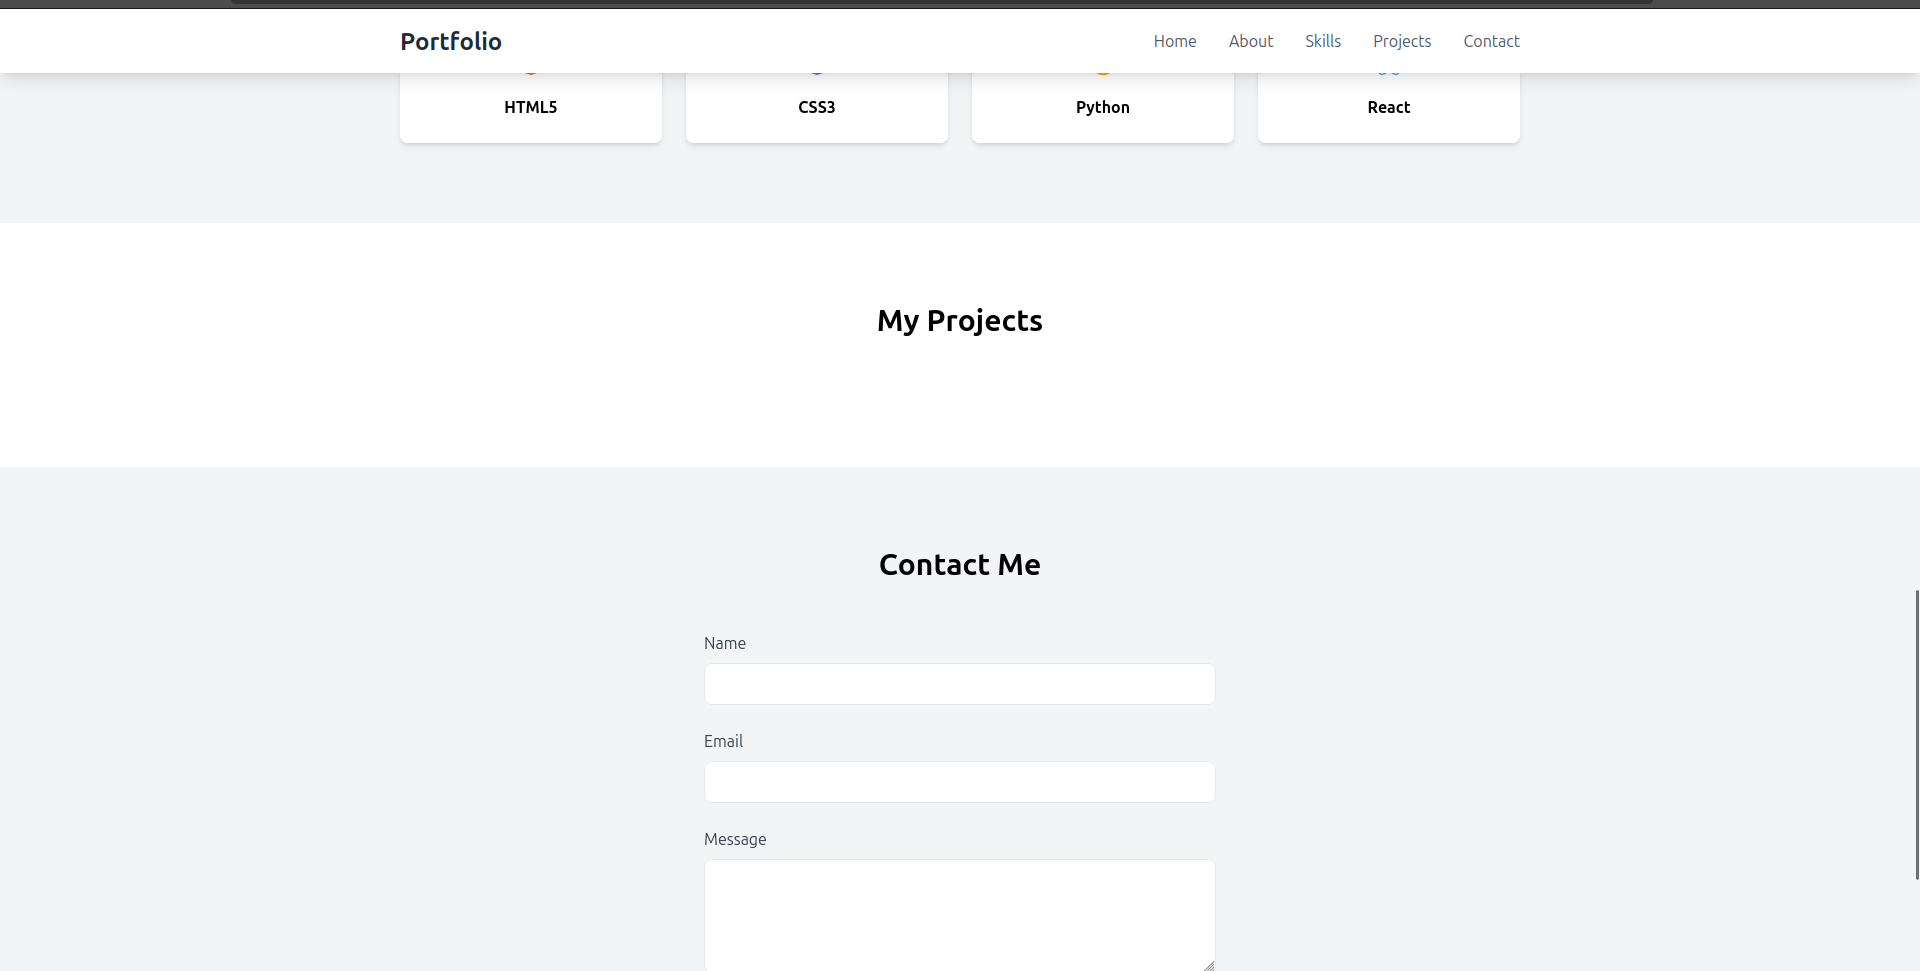 Portfolio
Home About Skills Projects Contact
HTML5 CSS3 Python React
My Projects
Contact Me
Name
Email
Message